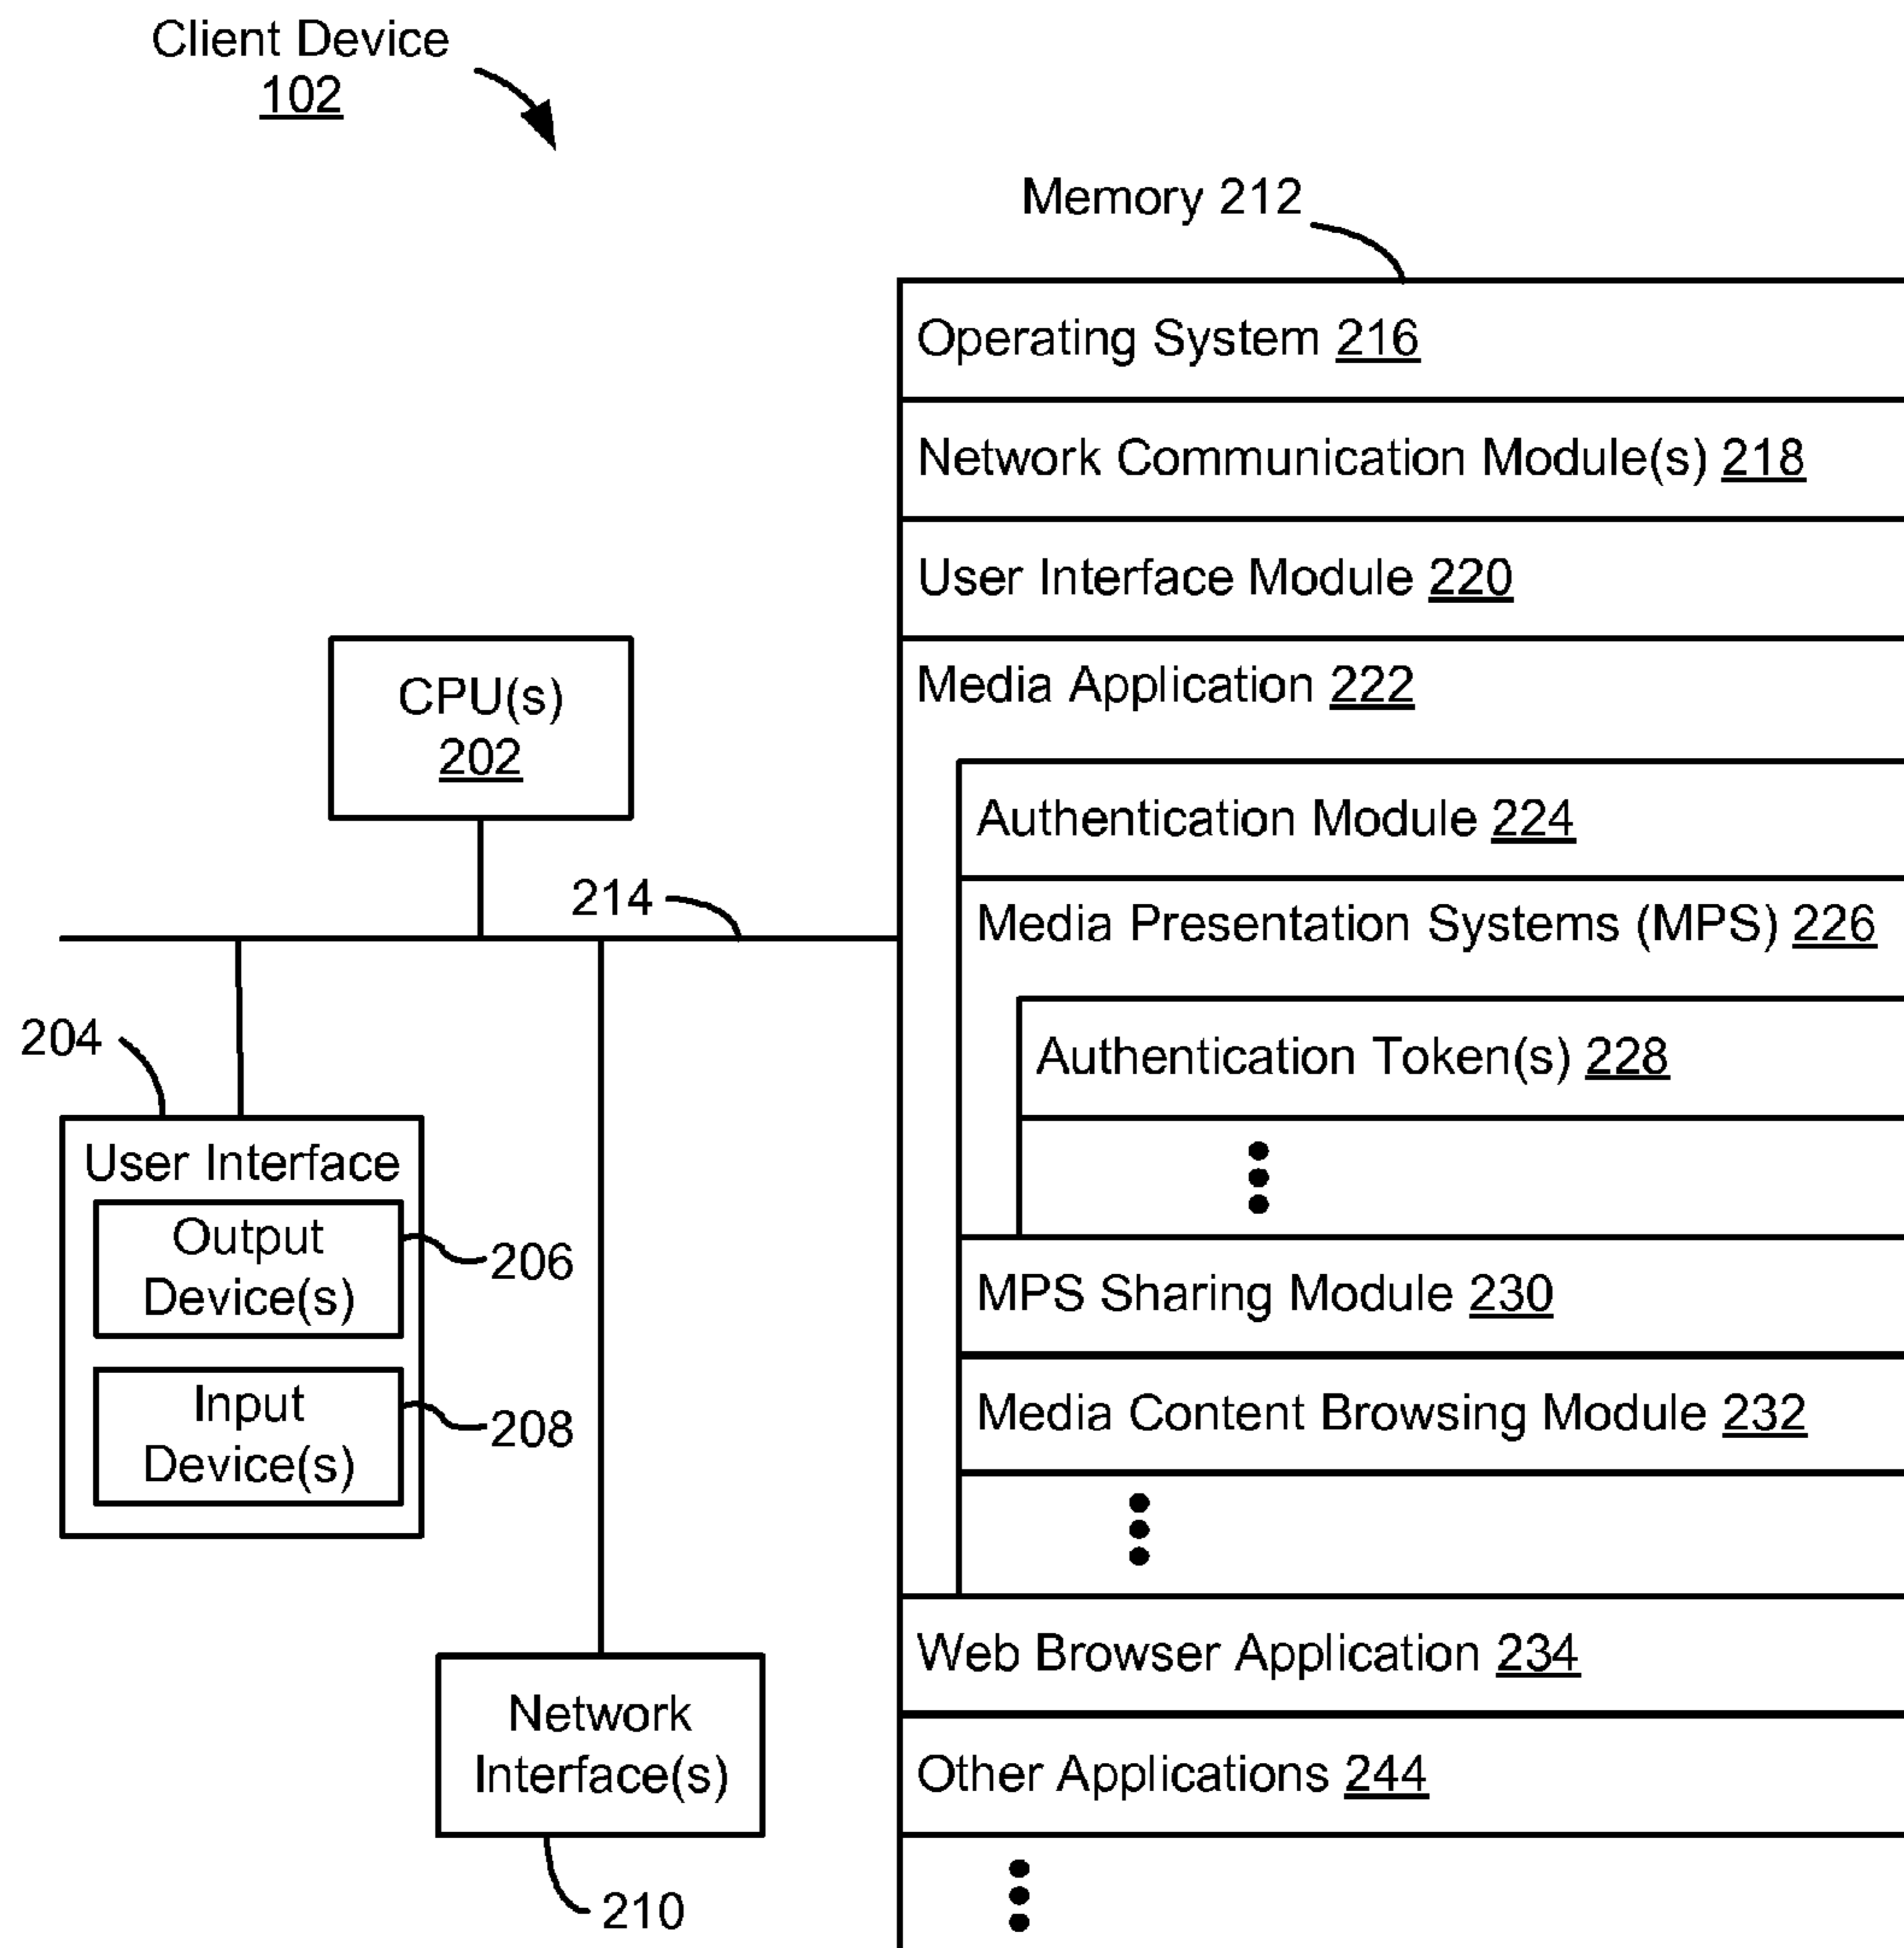 Client Device
102
Memory 212
Operating System 216
Network Communication Module(s) 218
User Interface Module 220
Media Application 222
Authentication Module 224
Media Presentation Systems (MPS) 226
Authentication Token(s) 228
MPS Sharing Module 230
Media Content Browsing Module 232
Web Browser Application 234
Other Applications 244
CPU(s)
202
214
204
User Interface
Output
Device(s)
206
Input
Device(s)
208
Network
Interface(s)
210